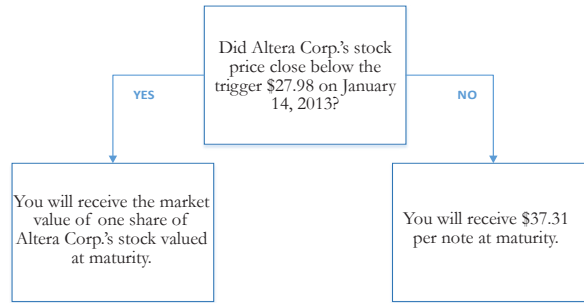 Did Altera Corp.'s stock
price close below the
trigger $27.98 on January
14, 2013?
YES
NO
You will receive the market
value of one share of
Altera Corp.'s stock valued
at maturity.
You will receive $37.31
per note at maturity.